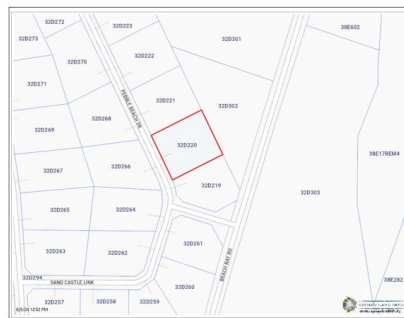 32D272
32D223
32D273
32D301
38E602
32D222
32D270
32D271
32D221
PEBBLE BEACH DR
32D302
32D268
32D269
32D220
38E17REM4
32D266
32D267
32D219
32D303
32D265
32D264
32D261
32D263
32D262
BEACH BAY RD
32D294
SAND CASTLE LINK
38E282
32D260
32D257
32D258
32D259